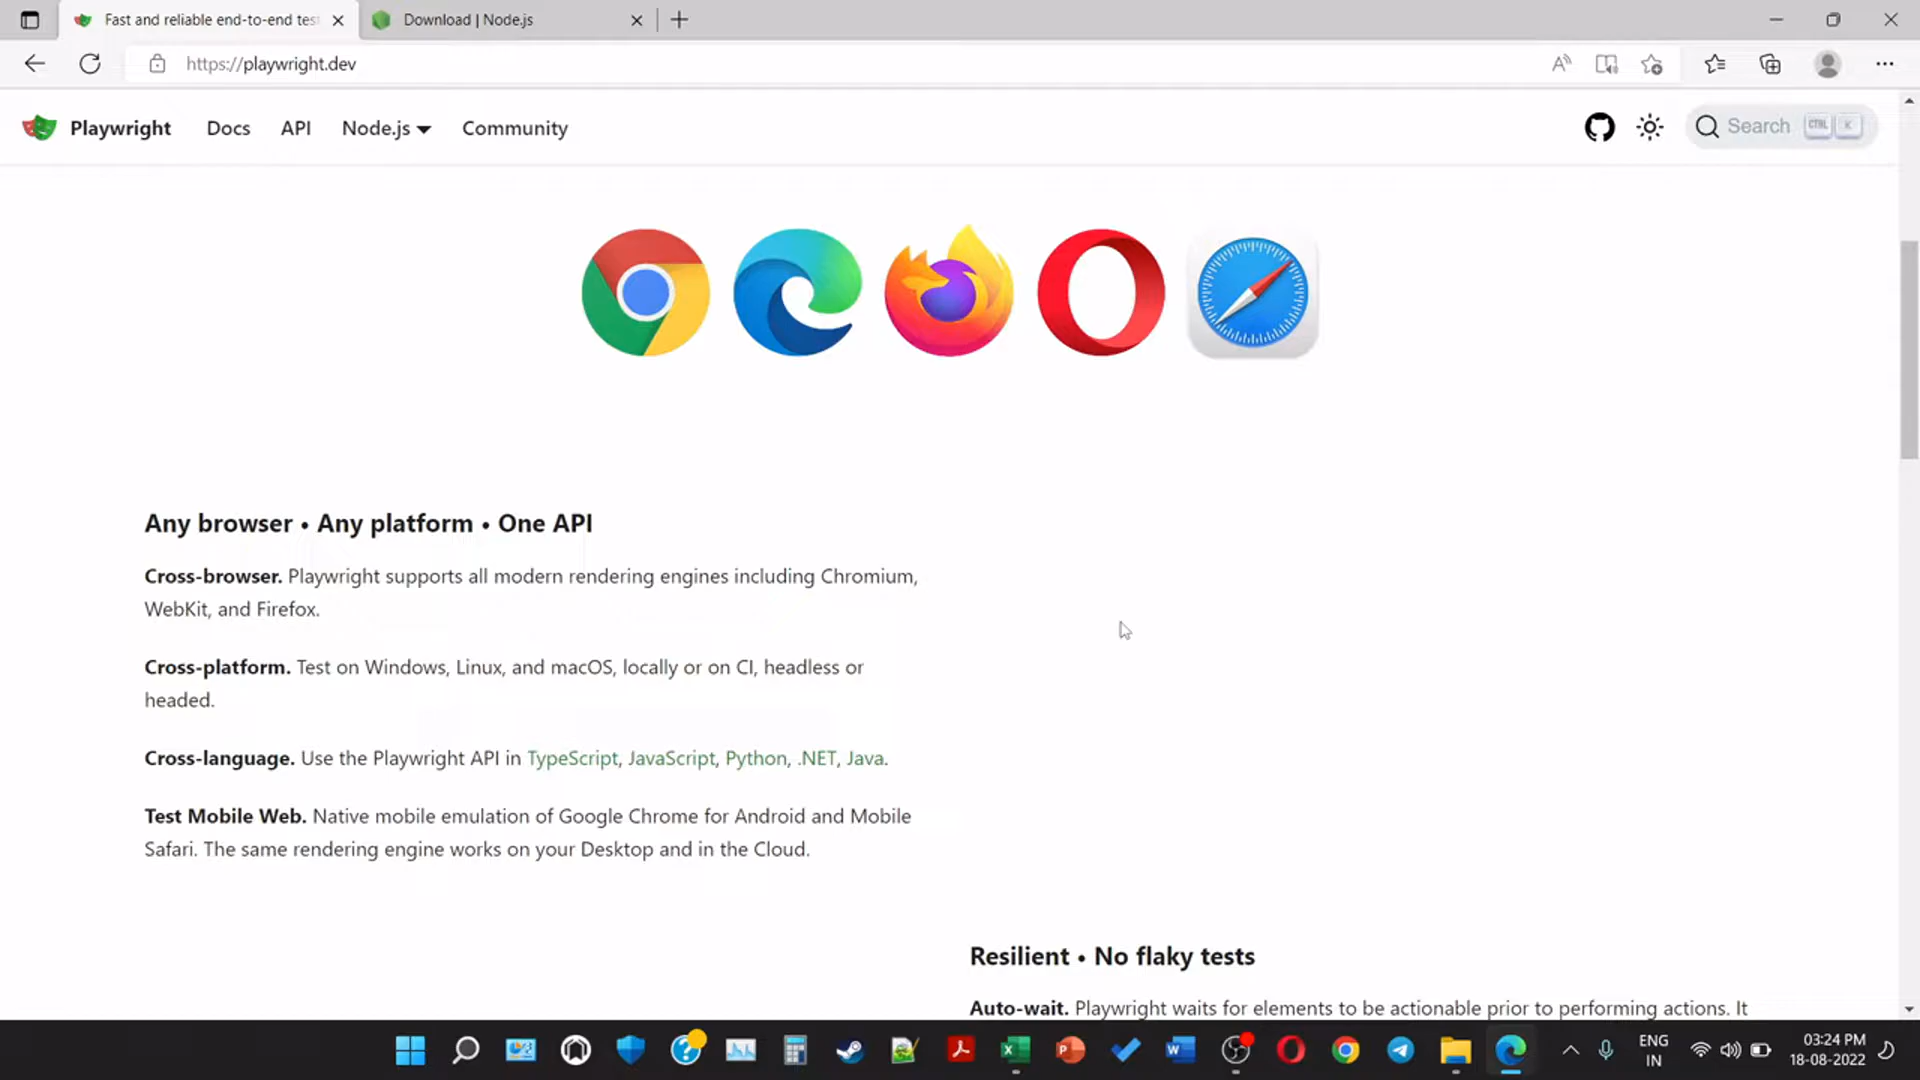 Fast and reliable end-to-end tes
Download | Node.js
https://playwright.dev
Playwright
Docs
API
Node.js
Community
Search
CTRL
K
Any browser • Any platform • One API
Cross-browser. Playwright supports all modern rendering engines including Chromium,
WebKit, and Firefox.
Cross-platform. Test on Windows, Linux, and macOS, locally or on CI, headless or
headed.
Cross-language. Use the Playwright API in TypeScript, JavaScript, Python, .NET, Java.
Test Mobile Web. Native mobile emulation of Google Chrome for Android and Mobile
Safari. The same rendering engine works on your Desktop and in the Cloud.
Resilient • No flaky tests
Auto-wait. Playwright waits for elements to be actionable prior to performing actions. It
ENG
IN
03:24 PM
18-08-2022